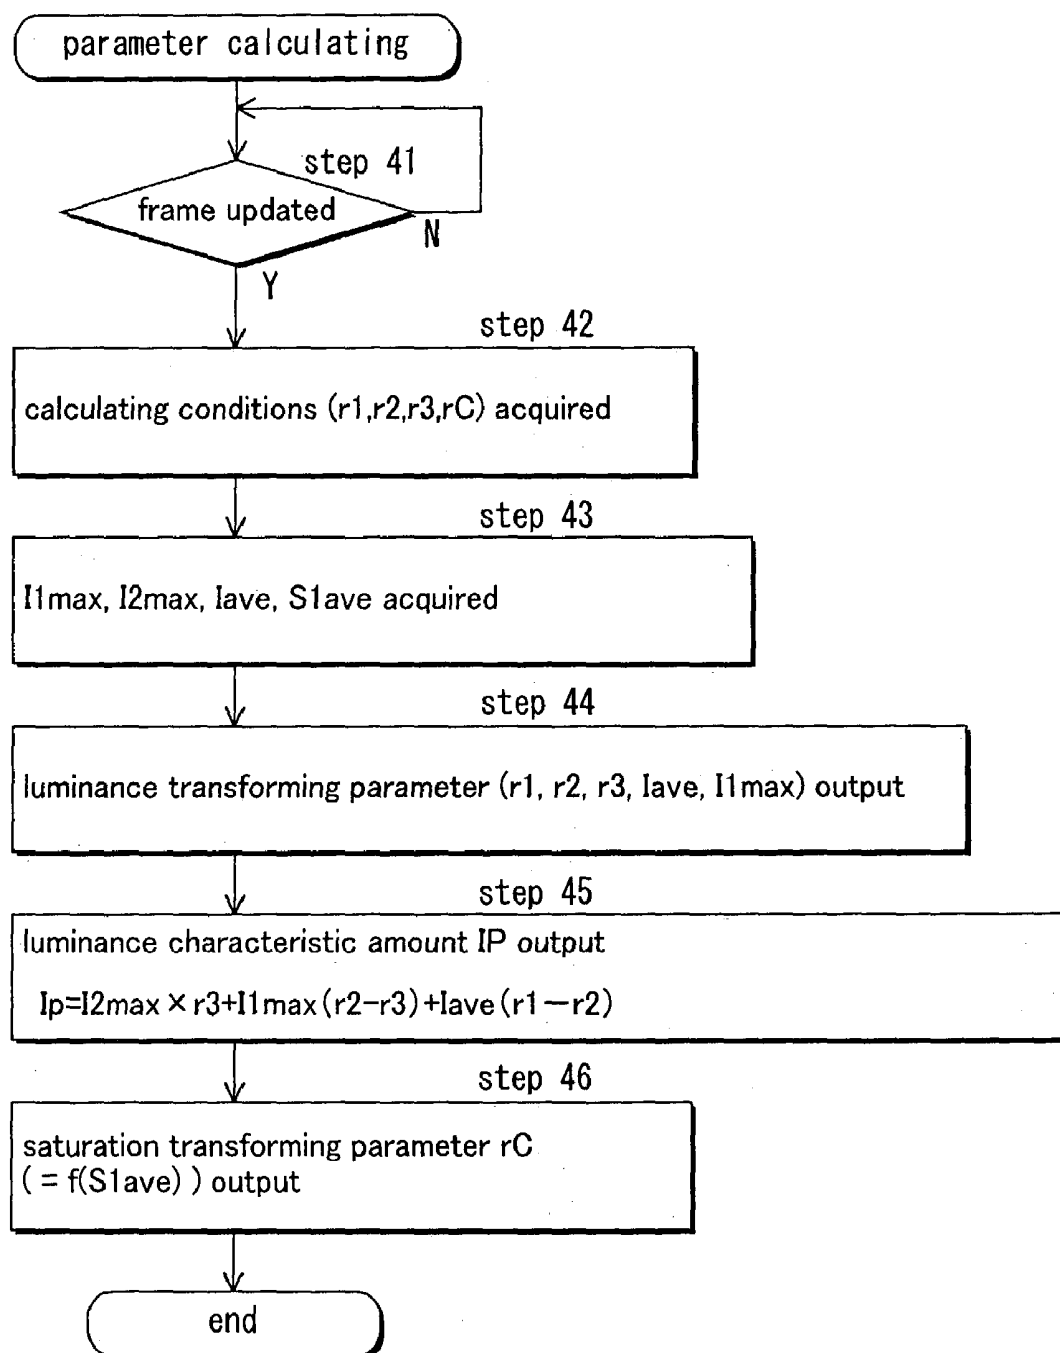 parameter calculating
step 41
frame updated
N
Y
step 42
calculating conditions (r1,r2,r3,rC) acquired
step 43
I1max, I2max, Iave, S1ave acquired
step 44
luminance transforming parameter (r1, r2, r3, Iave, I1max) output
step 45
luminance characteristic amount IP output
Ip=I2max×r3+I1max(r2-r3)+Iave(r1-r2)
step 46
saturation transforming parameter rC
( = f(S1ave) ) output
end